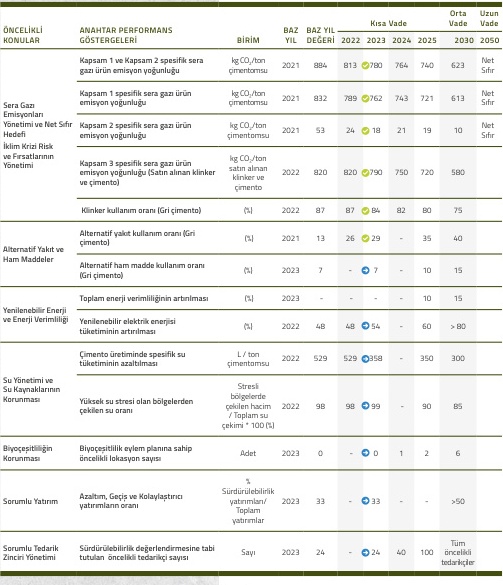 ÖNCELİKLİ KONULAR | ANAHTAR PERFORMANS GÖSTERGELERİ | BİRİM | BAZ YIL | BAZ YIL DEĞERİ | Kısa Vade | Orta Vade | Uzun Vade
2022 | 2023 | 2024 | 2025 | 2030 | 2050
Sera Gazı
Emisyonları
Yönetimi ve Net Sıfır
Hedefi
İklim Krizi Risk
ve Fırsatlarının
Yönetimi
Kapsam 1 ve Kapsam 2 spesifik sera gazı ürün emisyon yoğunluğu | kg CO₂/ton çimentomsu | 2021 | 884 | 813 | 780 | 764 | 740 | 623 | Net Sıfır
Kapsam 1 spesifik sera gazı ürün emisyon yoğunluğu | kg CO₂/ton çimentomsu | 2021 | 832 | 789 | 762 | 743 | 721 | 613 | Net Sıfır
Kapsam 2 spesifik sera gazı ürün emisyon yoğunluğu | kg CO₂/ton çimentomsu | 2021 | 53 | 24 | 18 | 21 | 19 | 10 | Net Sıfır
Kapsam 3 spesifik sera gazı ürün emisyon yoğunluğu (Satın alınan klinker ve çimento) | kg CO₂/ton satın alınan klinker ve çimento | 2022 | 820 | 820 | 790 | 750 | 720 | 580
Klinker kullanım oranı (Gri çimento) | (%) | 2022 | 87 | 87 | 84 | 82 | 80 | 75
Alternatif Yakıt ve
Ham Maddeler
Alternatif yakıt kullanım oranı (Gri çimento) | (%) | 2021 | 13 | 26 | 29 | - | 35 | 40
Alternatif ham madde kullanım oranı (Gri çimento) | (%) | 2023 | 7 | - | 7 | - | 10 | 15
Yenilenebilir Enerji
ve Enerji Verimliliği
Toplam enerji verimliliğinin artırılması | (%) | 2023 | - | - | - | - | 10 | 15
Yenilenebilir elektrik enerjisi tüketiminin artırılması | (%) | 2022 | 48 | 48 | 54 | - | 60 | > 80
Su Yönetimi ve
Su Kaynaklarının
Korunması
Çimento üretiminde spesifik su tüketiminin azaltılması | L / ton çimentomsu | 2022 | 529 | 529 | 358 | - | 350 | 300
Yüksek su stresi olan bölgelerden çekilen su oranı | Stresli bölgelerde çekilen hacim / Toplam su çekimi * 100 (%) | 2022 | 98 | 98 | 99 | - | 90 | 85
Biyoçeşitliliğin
Korunması
Biyoçeşitlilik eylem planına sahip öncelikli lokasyon sayısı | Adet | 2023 | 0 | - | 0 | 1 | 2 | 6
Sorumlu Yatırım | Azaltım, Geçiş ve Kolaylaştırıcı yatırımların oranı | % Sürdürülebilirlik yatırımları/ Toplam yatırımlar | 2023 | 33 | - | 33 | - | - | >50
Sorumlu Tedarik
Zinciri Yönetimi
Sürdürülebilirlik değerlendirmesine tabi tutulan öncelikli tedarikçi sayısı | Sayı | 2023 | 24 | - | 24 | 40 | 100 | Tüm öncelikli tedarikçiler